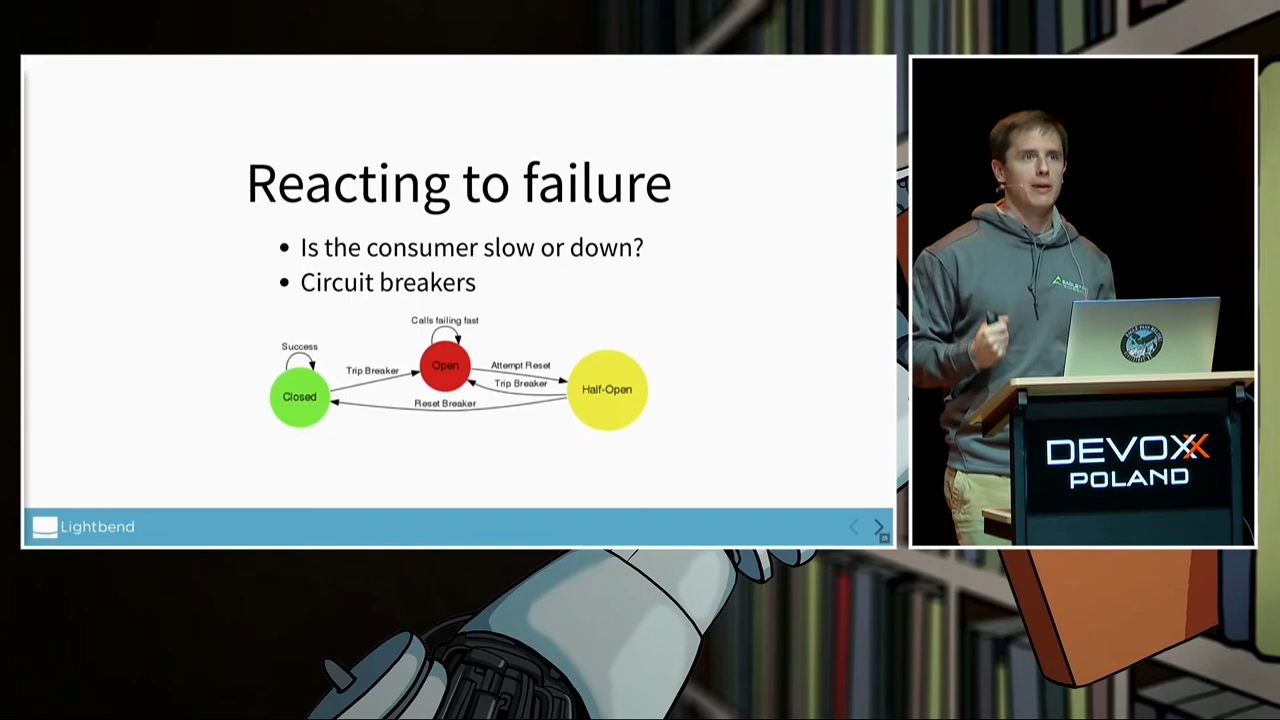 Reacting to failure
Is the consumer slow or down?
Circuit breakers
Calls failing fast
Success
Trip Breaker
Open
Attempt Reset
Trip Breaker
Closed
Half-Open
Reset Breaker
Lightbend
DEVOXX
POLAND